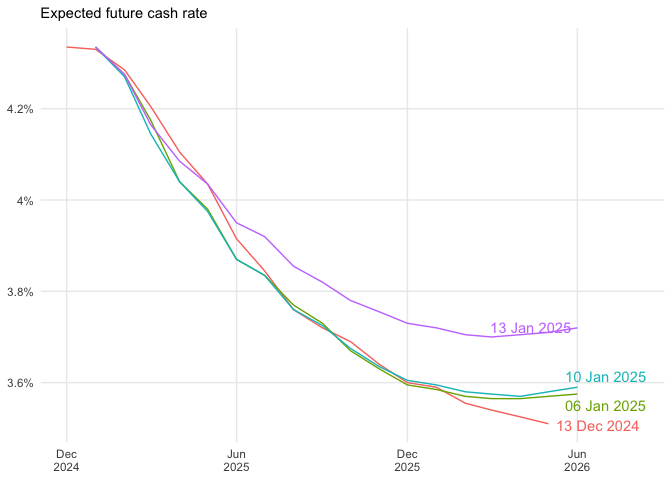 Expected future cash rate
4.2%
4%
3.8%
3.6%
13 Jan 2025
10 Jan 2025
06 Jan 2025
13 Dec 2024
Dec
2024
Jun
2025
Dec
2025
Jun
2026